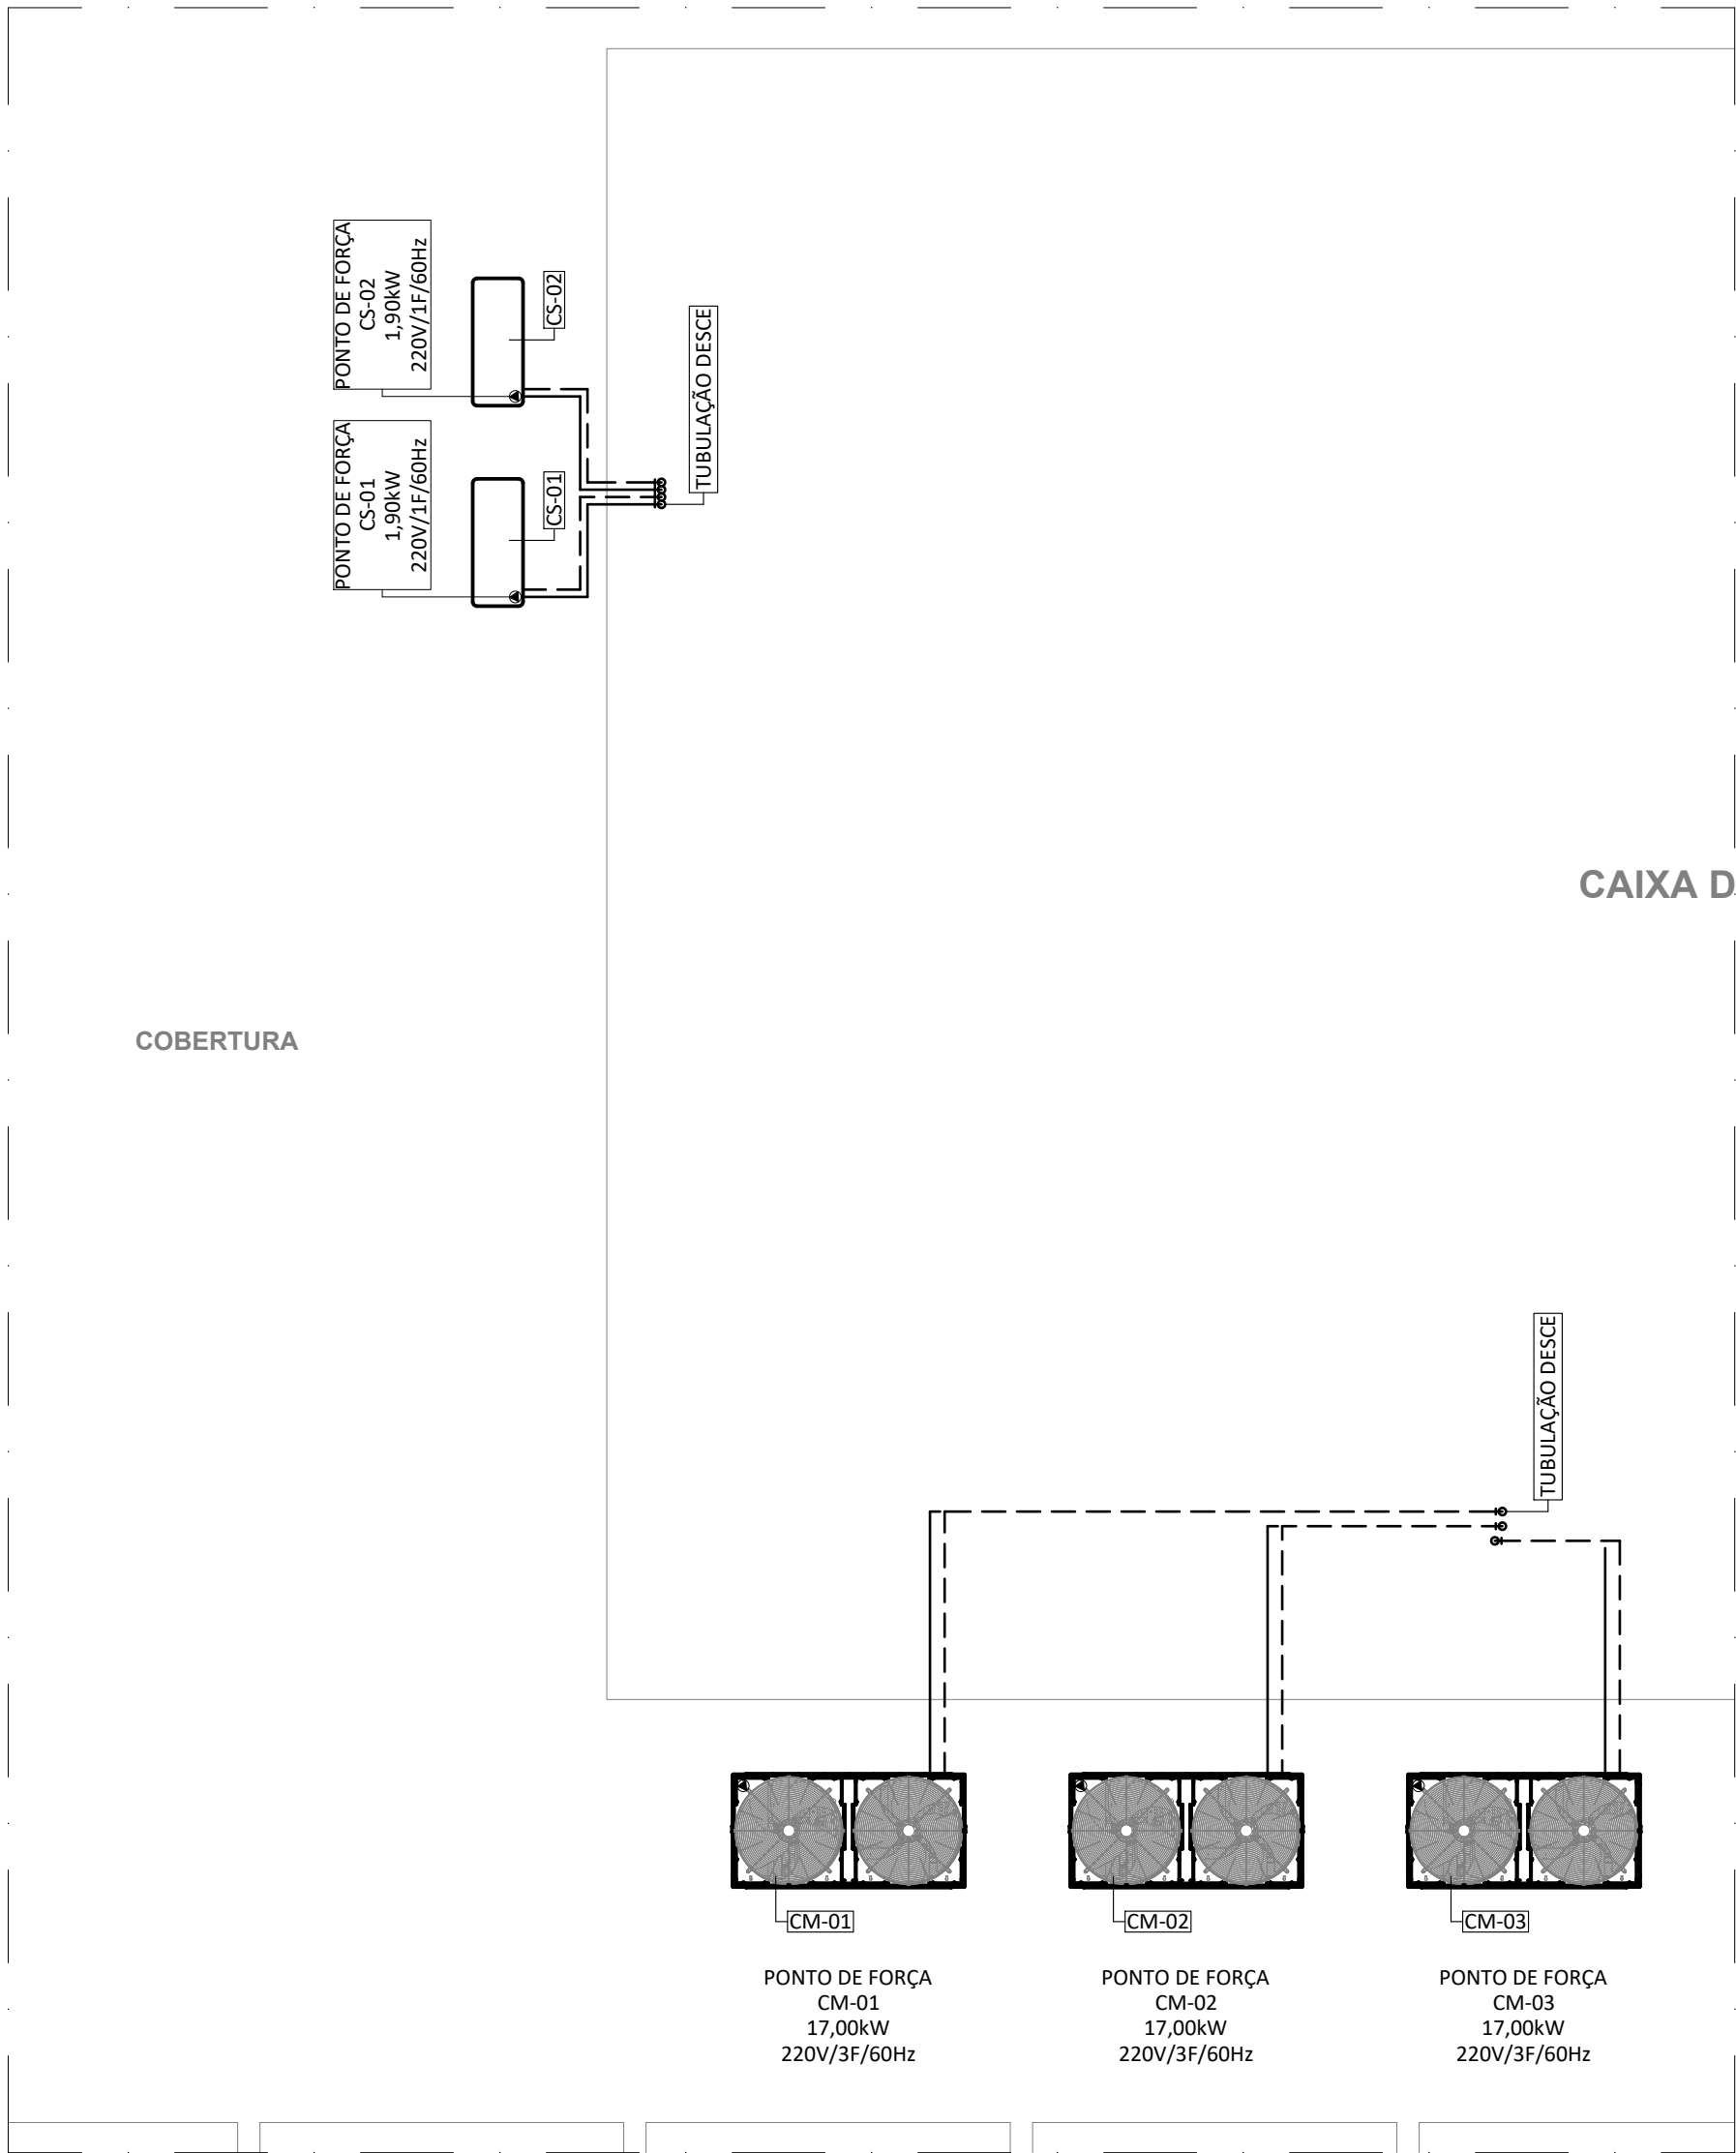 PONTO DE FORÇA
CS-02
1,90kW
220V/1F/60Hz
CS-02
TUBULAÇÃO DESCE
PONTO DE FORÇA
CS-01
1,90kW
220V/1F/60Hz
CS-01
CAIXA D
COBERTURA
TUBULAÇÃO DESCE
CM-01
CM-02
CM-03
PONTO DE FORÇA
CM-01
17,00kW
220V/3F/60Hz
PONTO DE FORÇA
CM-02
17,00kW
220V/3F/60Hz
PONTO DE FORÇA
CM-03
17,00kW
220V/3F/60Hz